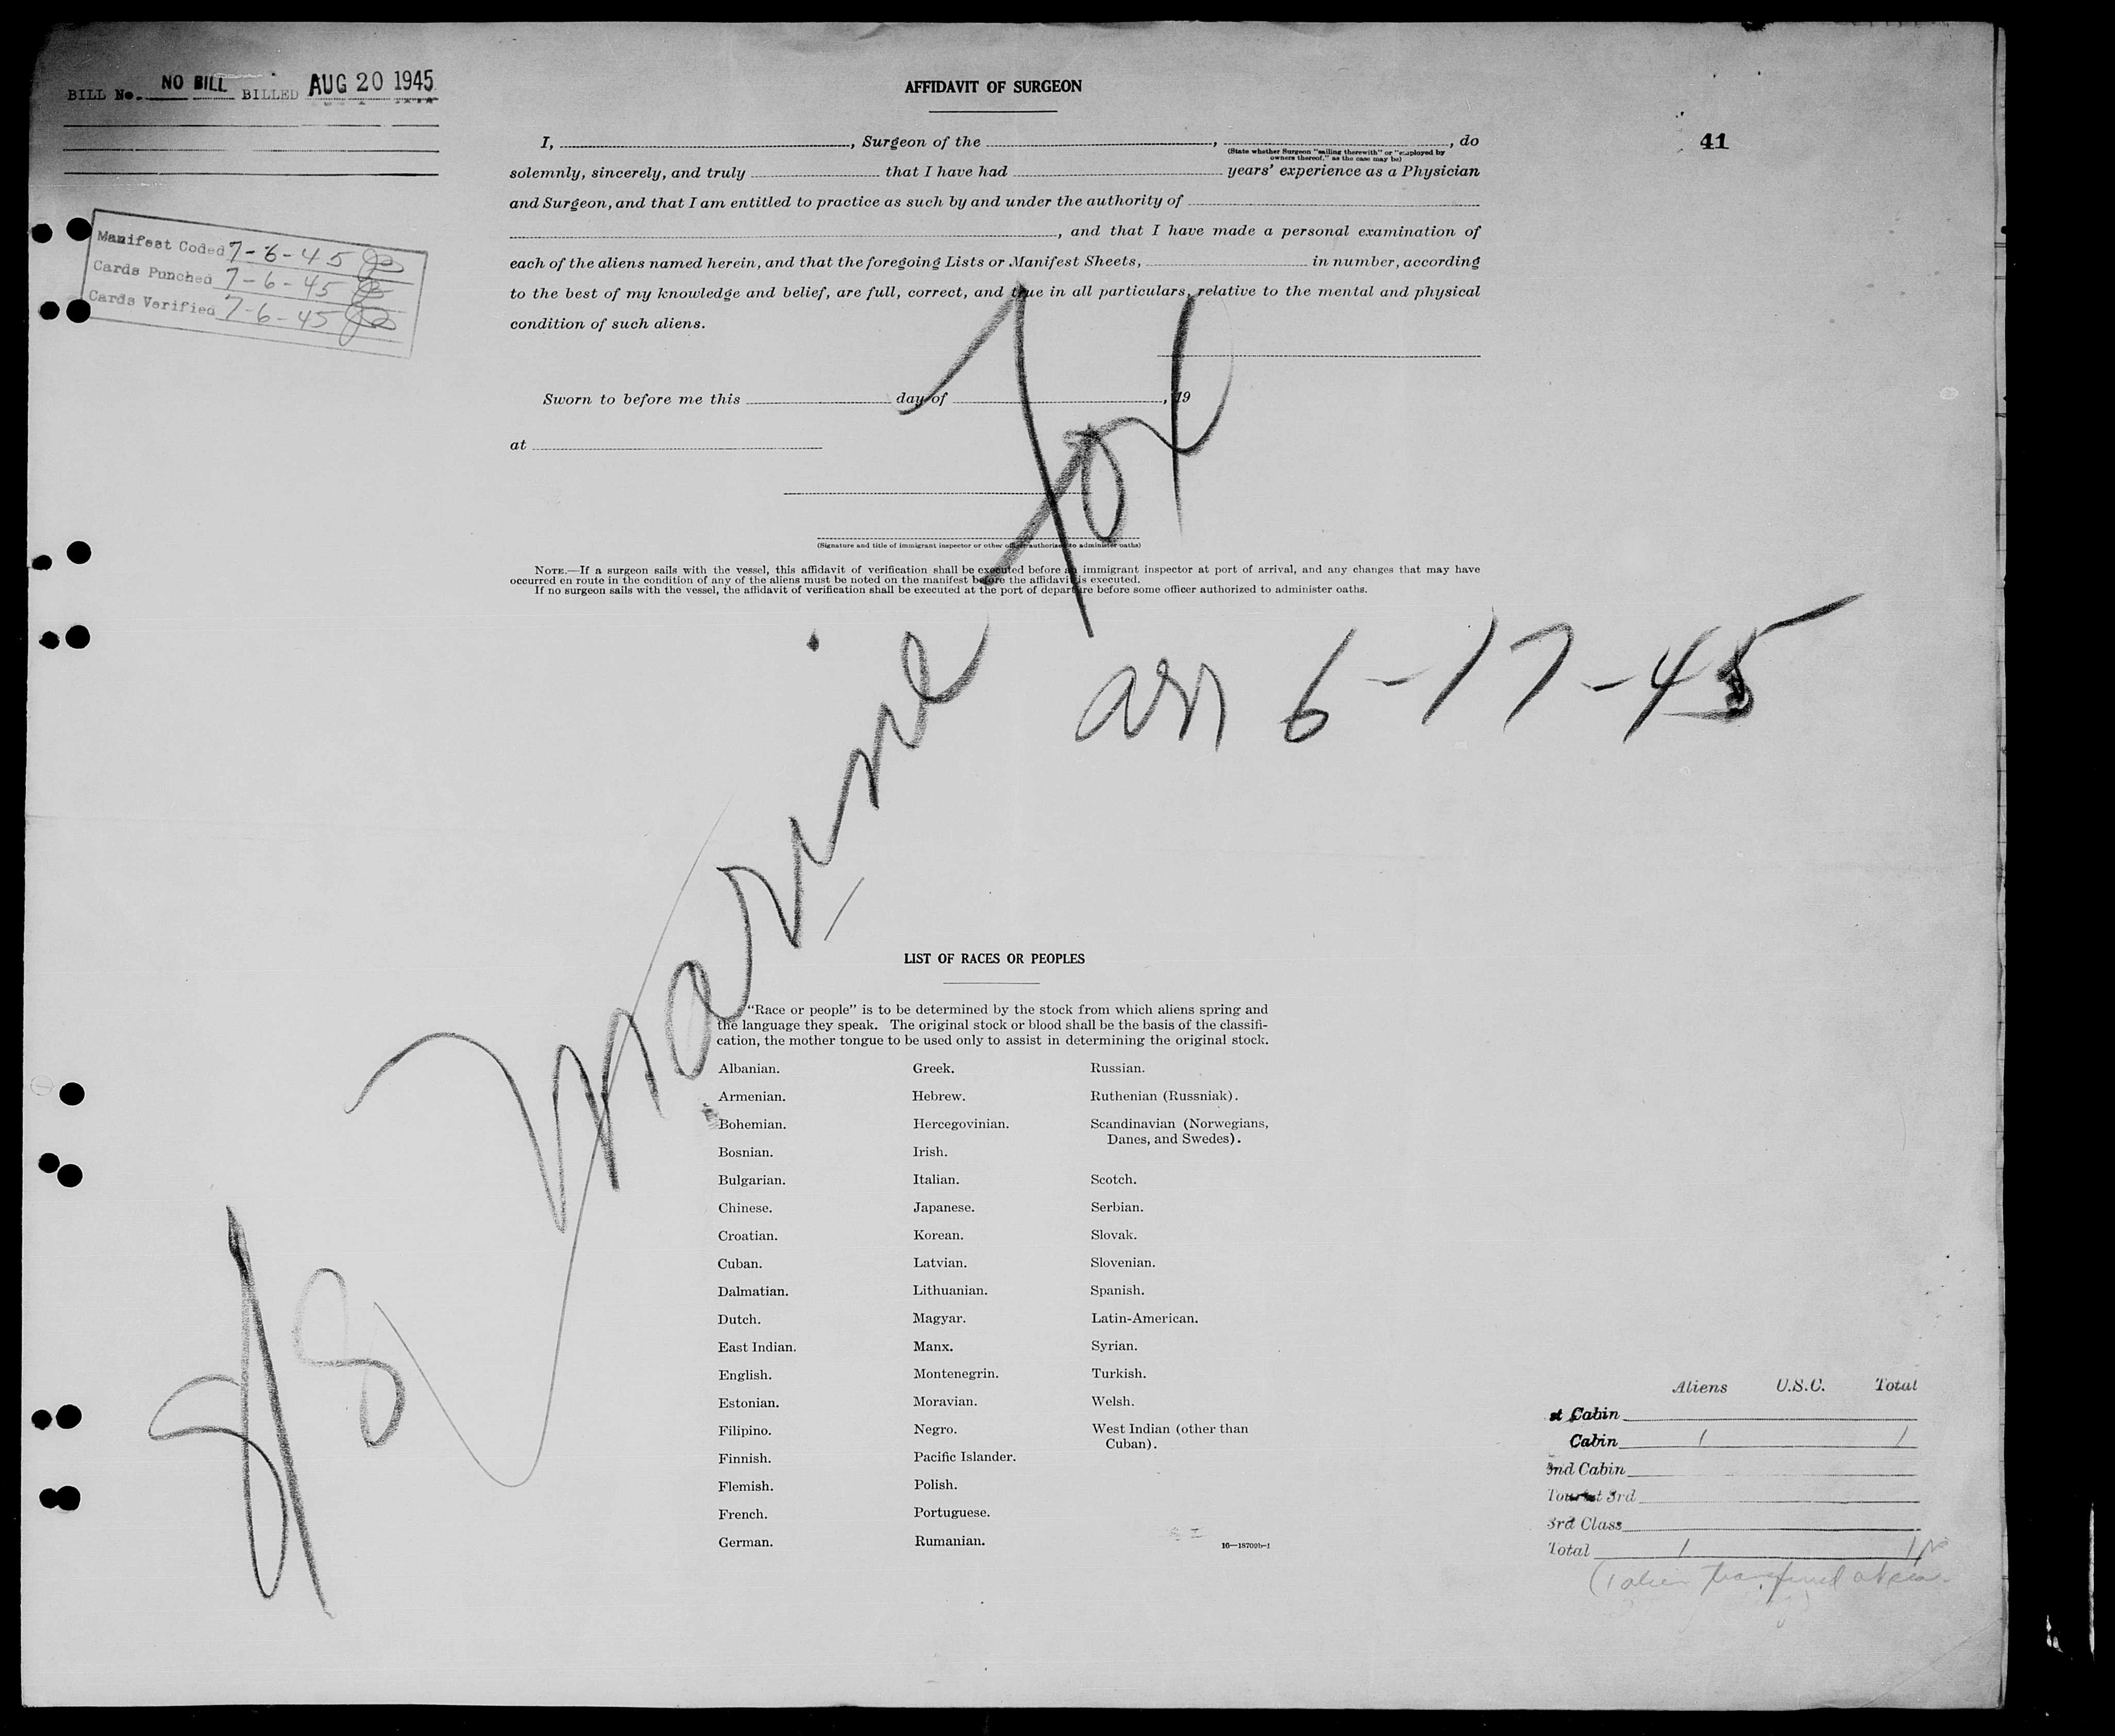 BILL No. NO BILL BILLED AUG 20 1945
AFFIDAVIT OF SURGEON
41
I, , Surgeon of the , , do
(State whether Surgeon "sailing therewith" or "employed by
owners thereof," as the case may be)
solemnly, sincerely, and truly that I have had years' experience as a Physician
and Surgeon, and that I am entitled to practice as such by and under the authority of
, and that I have made a personal examination of
each of the aliens named herein, and that the foregoing Lists or Manifest Sheets, in number, according
to the best of my knowledge and belief, are full, correct, and true in all particulars, relative to the mental and physical
condition of such aliens.
Manifest Coded 7-6-45
Cards Punched 7-6-45
Cards Verified 7-6-45
Sworn to before me this day of , 19
at
(Signature and title of immigrant inspector or other officer authorized to administer oaths)
NOTE.—If a surgeon sails with the vessel, this affidavit of verification shall be executed before an immigrant inspector at port of arrival, and any changes that may have
occurred en route in the condition of any of the aliens must be noted on the manifest before the affidavit is executed.
If no surgeon sails with the vessel, the affidavit of verification shall be executed at the port of departure before some officer authorized to administer oaths.
S/S Marine Fox
arr 6-17-45
LIST OF RACES OR PEOPLES
"Race or people" is to be determined by the stock from which aliens spring and
the language they speak. The original stock or blood shall be the basis of the classifi-
cation, the mother tongue to be used only to assist in determining the original stock.
Albanian. Greek. Russian.
Armenian. Hebrew. Ruthenian (Russniak).
Bohemian. Hercegovinian. Scandinavian (Norwegians,
Danes, and Swedes).
Bosnian. Irish.
Bulgarian. Italian. Scotch.
Chinese. Japanese. Serbian.
Croatian. Korean. Slovak.
Cuban. Latvian. Slovenian.
Dalmatian. Lithuanian. Spanish.
Dutch. Magyar. Latin-American.
East Indian. Manx. Syrian.
English. Montenegrin. Turkish.
Estonian. Moravian. Welsh.
Filipino. Negro. West Indian (other than
Cuban).
Finnish. Pacific Islander.
Flemish. Polish.
French. Portuguese.
German. Rumanian.
16—18700b-1
Aliens U.S.C. Total
st Cabin
Cabin 1 1
2nd Cabin
Tourist 3rd
3rd Class
Total 1 1
(1 alien transferred at sea